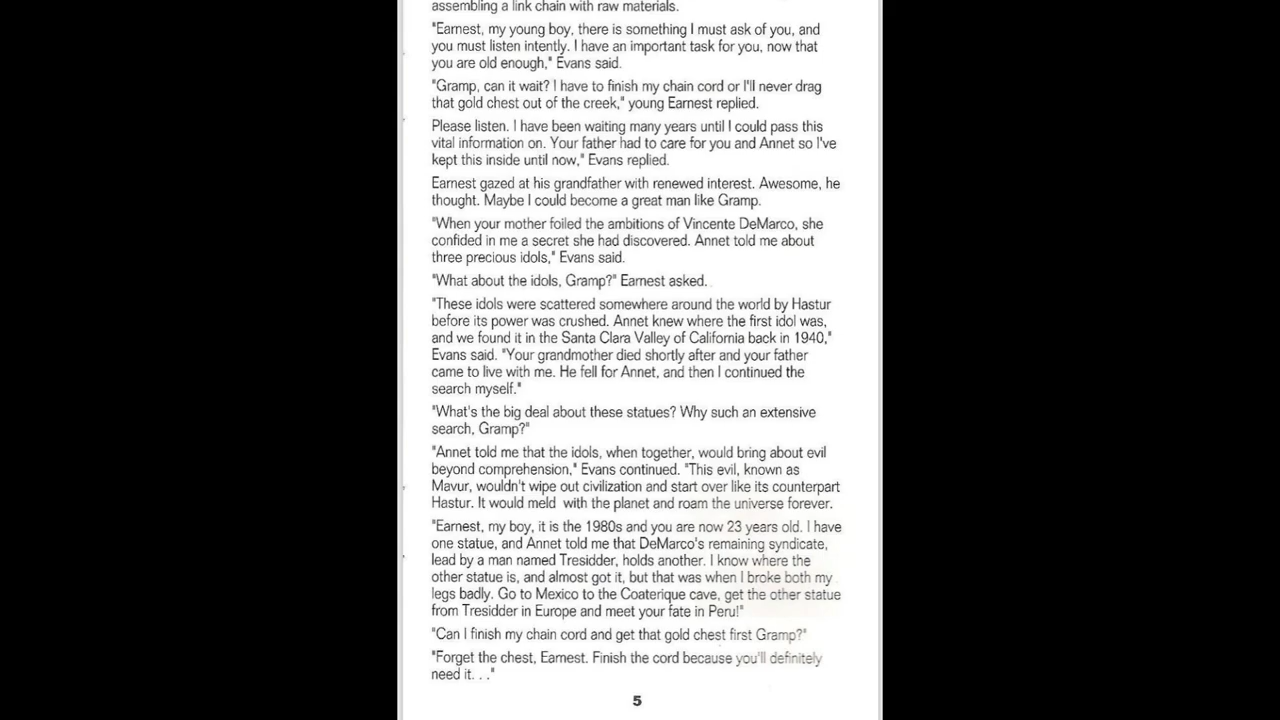 assembling a link chain with raw materials.
"Earnest, my young boy, there is something I must ask of you, and
you must listen intently. I have an important task for you, now that
you are old enough," Evans said.
"Gramp, can it wait? I have to finish my chain cord or I'll never drag
that gold chest out of the creek," young Earnest replied.
Please listen. I have been waiting many years until I could pass this
vital information on. Your father had to care for you and Annet so I've
kept this inside until now," Evans replied.
Earnest gazed at his grandfather with renewed interest. Awesome, he
thought. Maybe I could become a great man like Gramp.
"When your mother foiled the ambitions of Vincente DeMarco, she
confided in me a secret she had discovered. Annet told me about
three precious idols," Evans said.
"What about the idols, Gramp?" Earnest asked.
"These idols were scattered somewhere around the world by Hastur
before its power was crushed. Annet knew where the first idol was,
and we found it in the Santa Clara Valley of California back in 1940,"
Evans said. "Your grandmother died shortly after and your father
came to live with me. He fell for Annet, and then I continued the
search myself."
"What's the big deal about these statues? Why such an extensive
search, Gramp?"
"Annet told me that the idols, when together, would bring about evil
beyond comprehension," Evans continued. "This evil, known as
Mavur, wouldn't wipe out civilization and start over like its counterpart
Hastur. It would meld with the planet and roam the universe forever.
"Earnest, my boy, it is the 1980s and you are now 23 years old. I have
one statue, and Annet told me that DeMarco's remaining syndicate,
lead by a man named Tresidder, holds another. I know where the
other statue is, and almost got it, but that was when I broke both my
legs badly. Go to Mexico to the Coaterique cave, get the other statue
from Tresidder in Europe and meet your fate in Peru!"
"Can I finish my chain cord and get that gold chest first Gramp?"
"Forget the chest, Earnest. Finish the cord because you'll definitely
need it. . ."
5